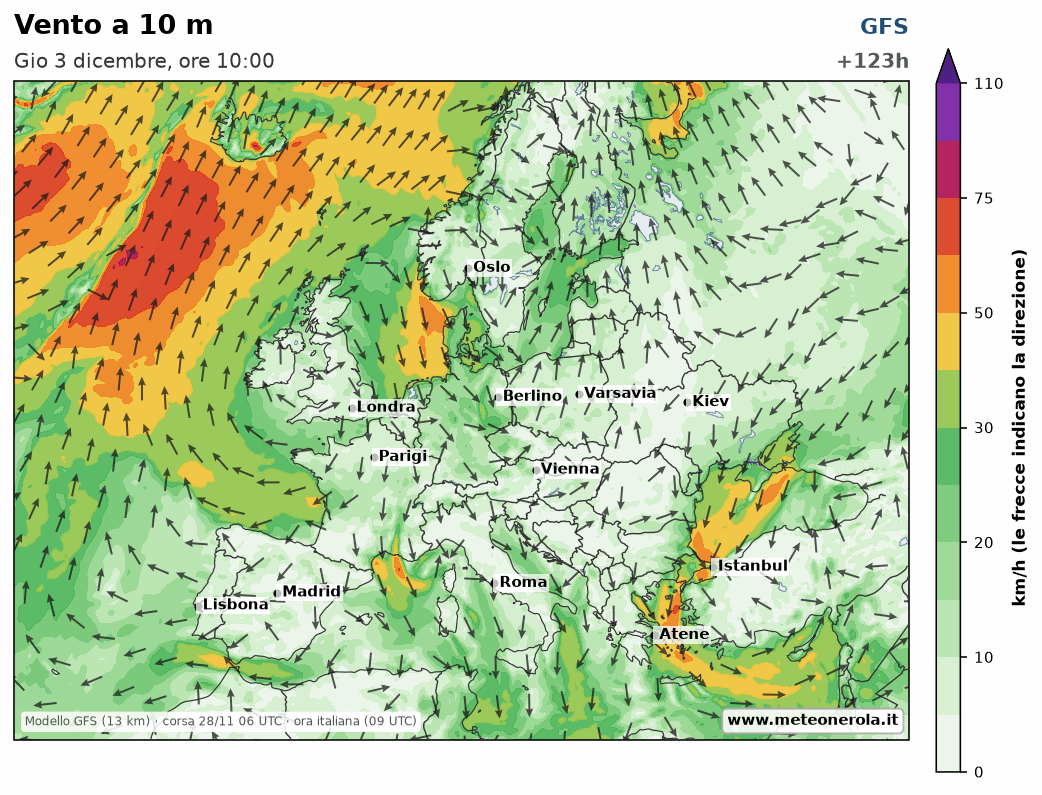 Vento a 10 m
GFS
Gio 3 dicembre, ore 10:00
+123h
110
75
50
30
20
10
0
km/h (le frecce indicano la direzione)
Oslo
Berlino
Varsavia
Kiev
Londra
Parigi
Vienna
Istanbul
Roma
Madrid
Lisbona
Atene
Modello GFS (13 km) · corsa 28/11 06 UTC · ora italiana (09 UTC)
www.meteonerola.it